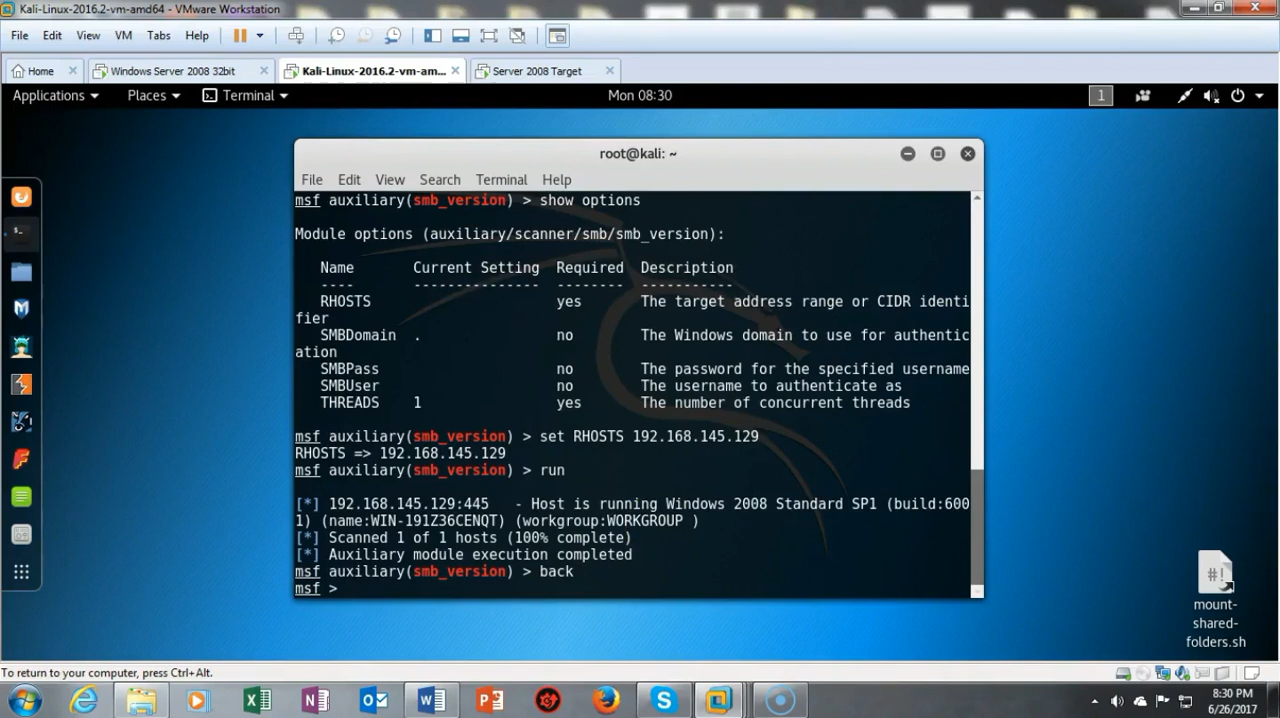 Kali-Linux-2016.2-vm-amd64 - VMware Workstation
File Edit View VM Tabs Help
Home Windows Server 2008 32bit Kali-Linux-2016.2-vm-am... Server 2008 Target
Applications Places Terminal Mon 08:30 1
root@kali: ~
File Edit View Search Terminal Help
msf auxiliary(smb_version) > show options
Module options (auxiliary/scanner/smb/smb_version):
Name Current Setting Required Description
---- --------------- -------- -----------
RHOSTS yes The target address range or CIDR identi
fier
SMBDomain . no The Windows domain to use for authentic
ation
SMBPass no The password for the specified username
SMBUser no The username to authenticate as
THREADS 1 yes The number of concurrent threads
msf auxiliary(smb_version) > set RHOSTS 192.168.145.129
RHOSTS => 192.168.145.129
msf auxiliary(smb_version) > run
[*] 192.168.145.129:445 - Host is running Windows 2008 Standard SP1 (build:600
1) (name:WIN-191Z36CENQT) (workgroup:WORKGROUP )
[*] Scanned 1 of 1 hosts (100% complete)
[*] Auxiliary module execution completed
msf auxiliary(smb_version) > back
msf >
#!
mount-
shared-
folders.sh
To return to your computer, press Ctrl+Alt.
8:30 PM
6/26/2017